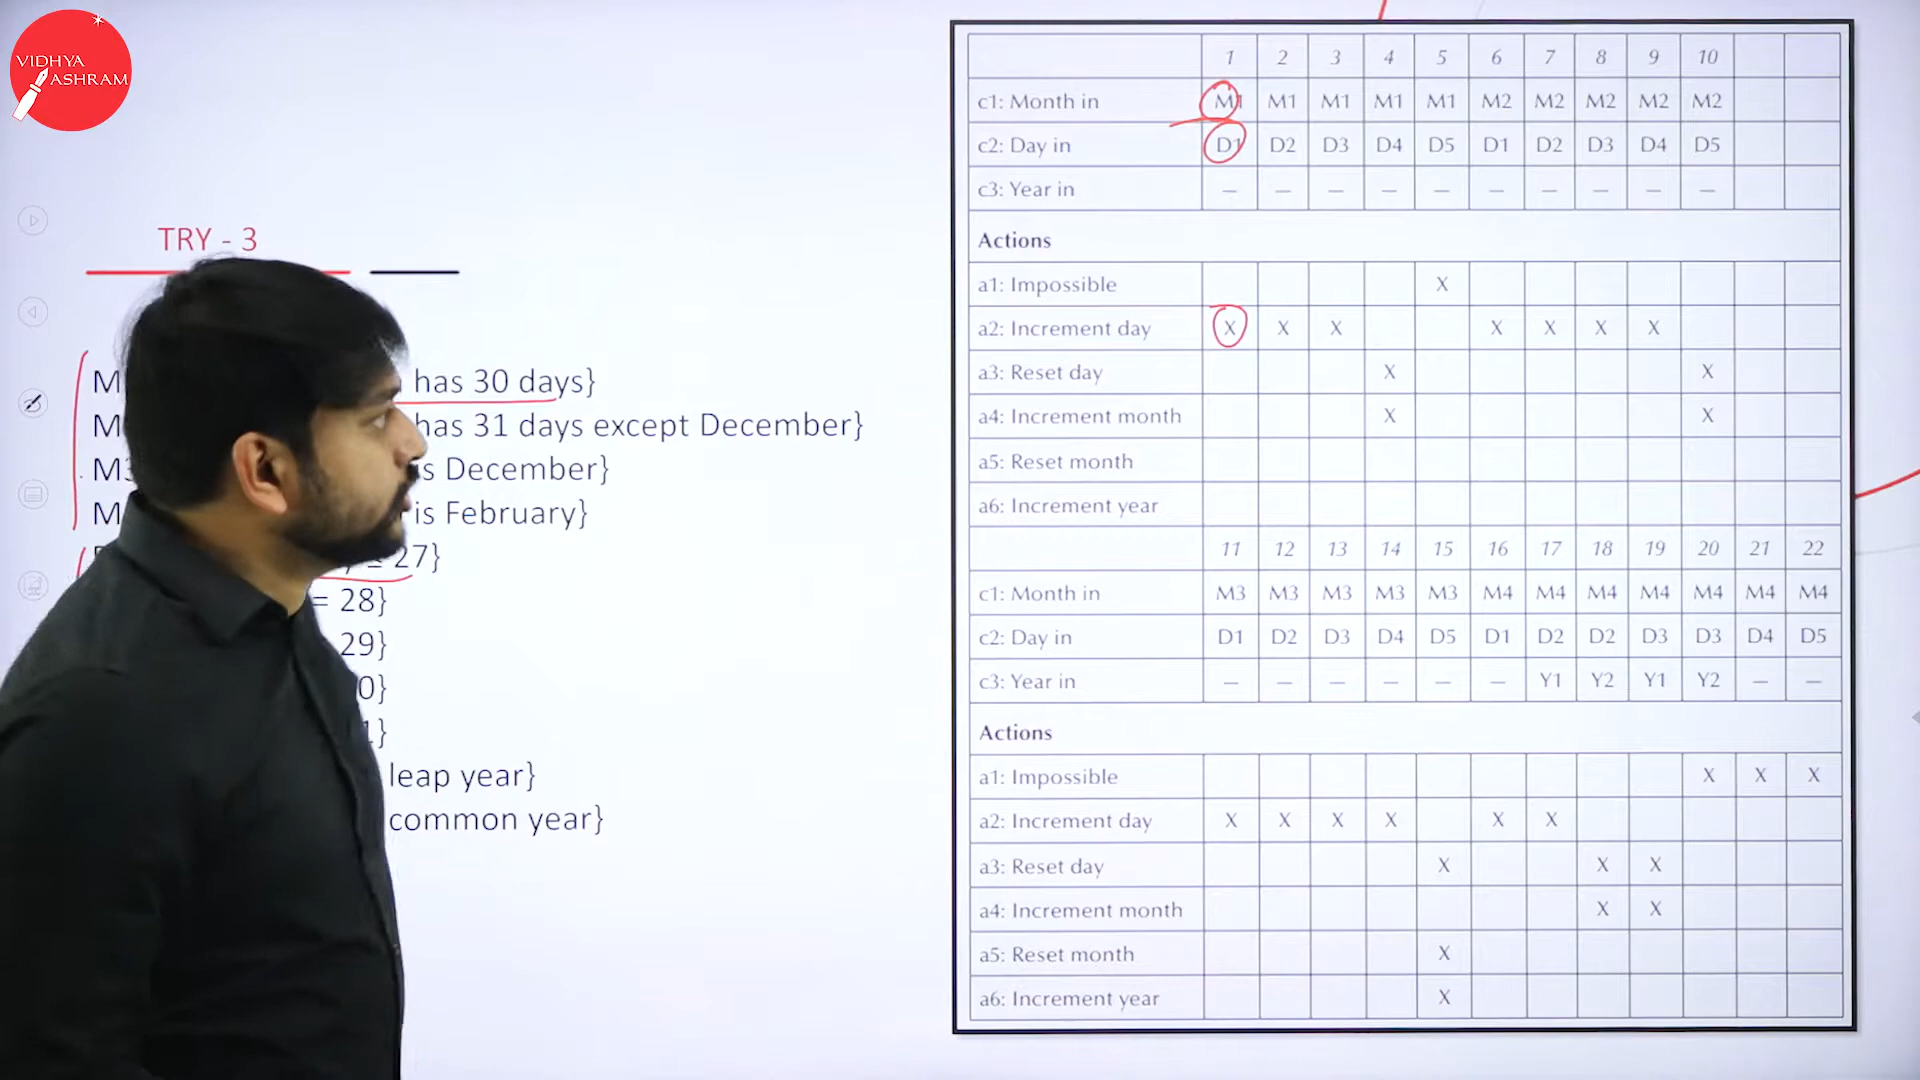 VIDHYA
ASHRAM
TRY - 3
has 30 days}
has 31 days except December}
is December}
is February}
27}
= 28}
29}
0}
1}
leap year}
common year}
1 2 3 4 5 6 7 8 9 10
c1: Month in M1 M1 M1 M1 M1 M2 M2 M2 M2 M2
c2: Day in D1 D2 D3 D4 D5 D1 D2 D3 D4 D5
c3: Year in — — — — — — — — — —
Actions
a1: Impossible X
a2: Increment day X X X X X X X
a3: Reset day X X
a4: Increment month X X
a5: Reset month
a6: Increment year
11 12 13 14 15 16 17 18 19 20 21 22
c1: Month in M3 M3 M3 M3 M3 M4 M4 M4 M4 M4 M4 M4
c2: Day in D1 D2 D3 D4 D5 D1 D2 D2 D3 D3 D4 D5
c3: Year in — — — — — — Y1 Y2 Y1 Y2 — —
Actions
a1: Impossible X X X
a2: Increment day X X X X X X
a3: Reset day X X X
a4: Increment month X X
a5: Reset month X
a6: Increment year X